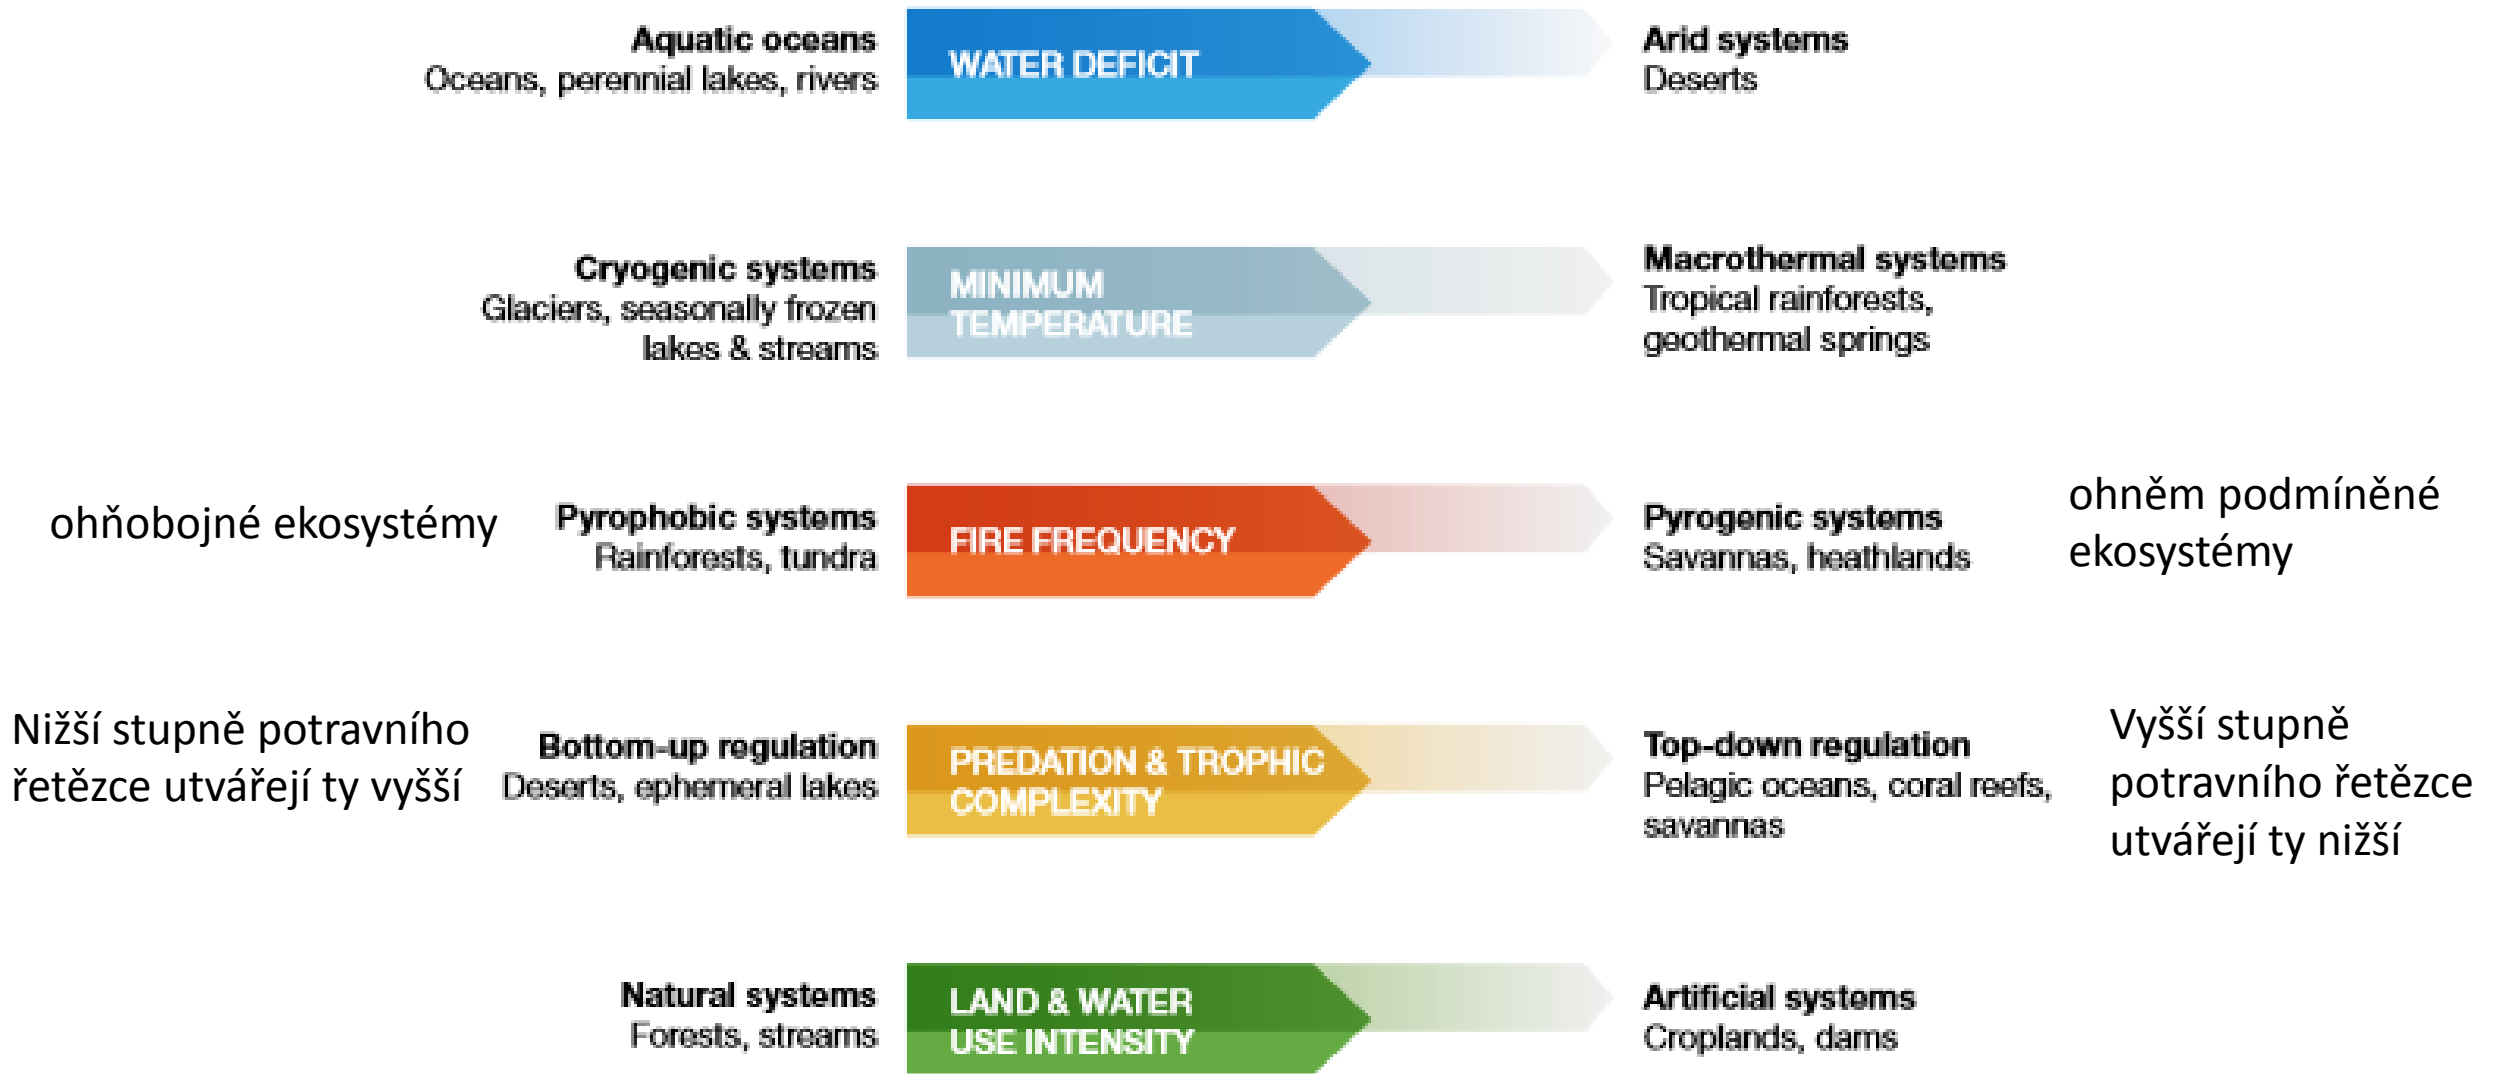 Aquatic oceans
Oceans, perennial lakes, rivers
WATER DEFICIT
Arid systems
Deserts
Cryogenic systems
Glaciers, seasonally frozen
lakes & streams
MINIMUM
TEMPERATURE
Macrothermal systems
Tropical rainforests,
geothermal springs
ohňobojné ekosystémy
Pyrophobic systems
Rainforests, tundra
FIRE FREQUENCY
Pyrogenic systems
Savannas, heathlands
ohněm podmíněné
ekosystémy
Nižší stupně potravního
řetězce utvářejí ty vyšší
Bottom-up regulation
Deserts, ephemeral lakes
PREDATION & TROPHIC
COMPLEXITY
Top-down regulation
Pelagic oceans, coral reefs,
savannas
Vyšší stupně
potravního řetězce
utvářejí ty nižší
Natural systems
Forests, streams
LAND & WATER
USE INTENSITY
Artificial systems
Croplands, dams